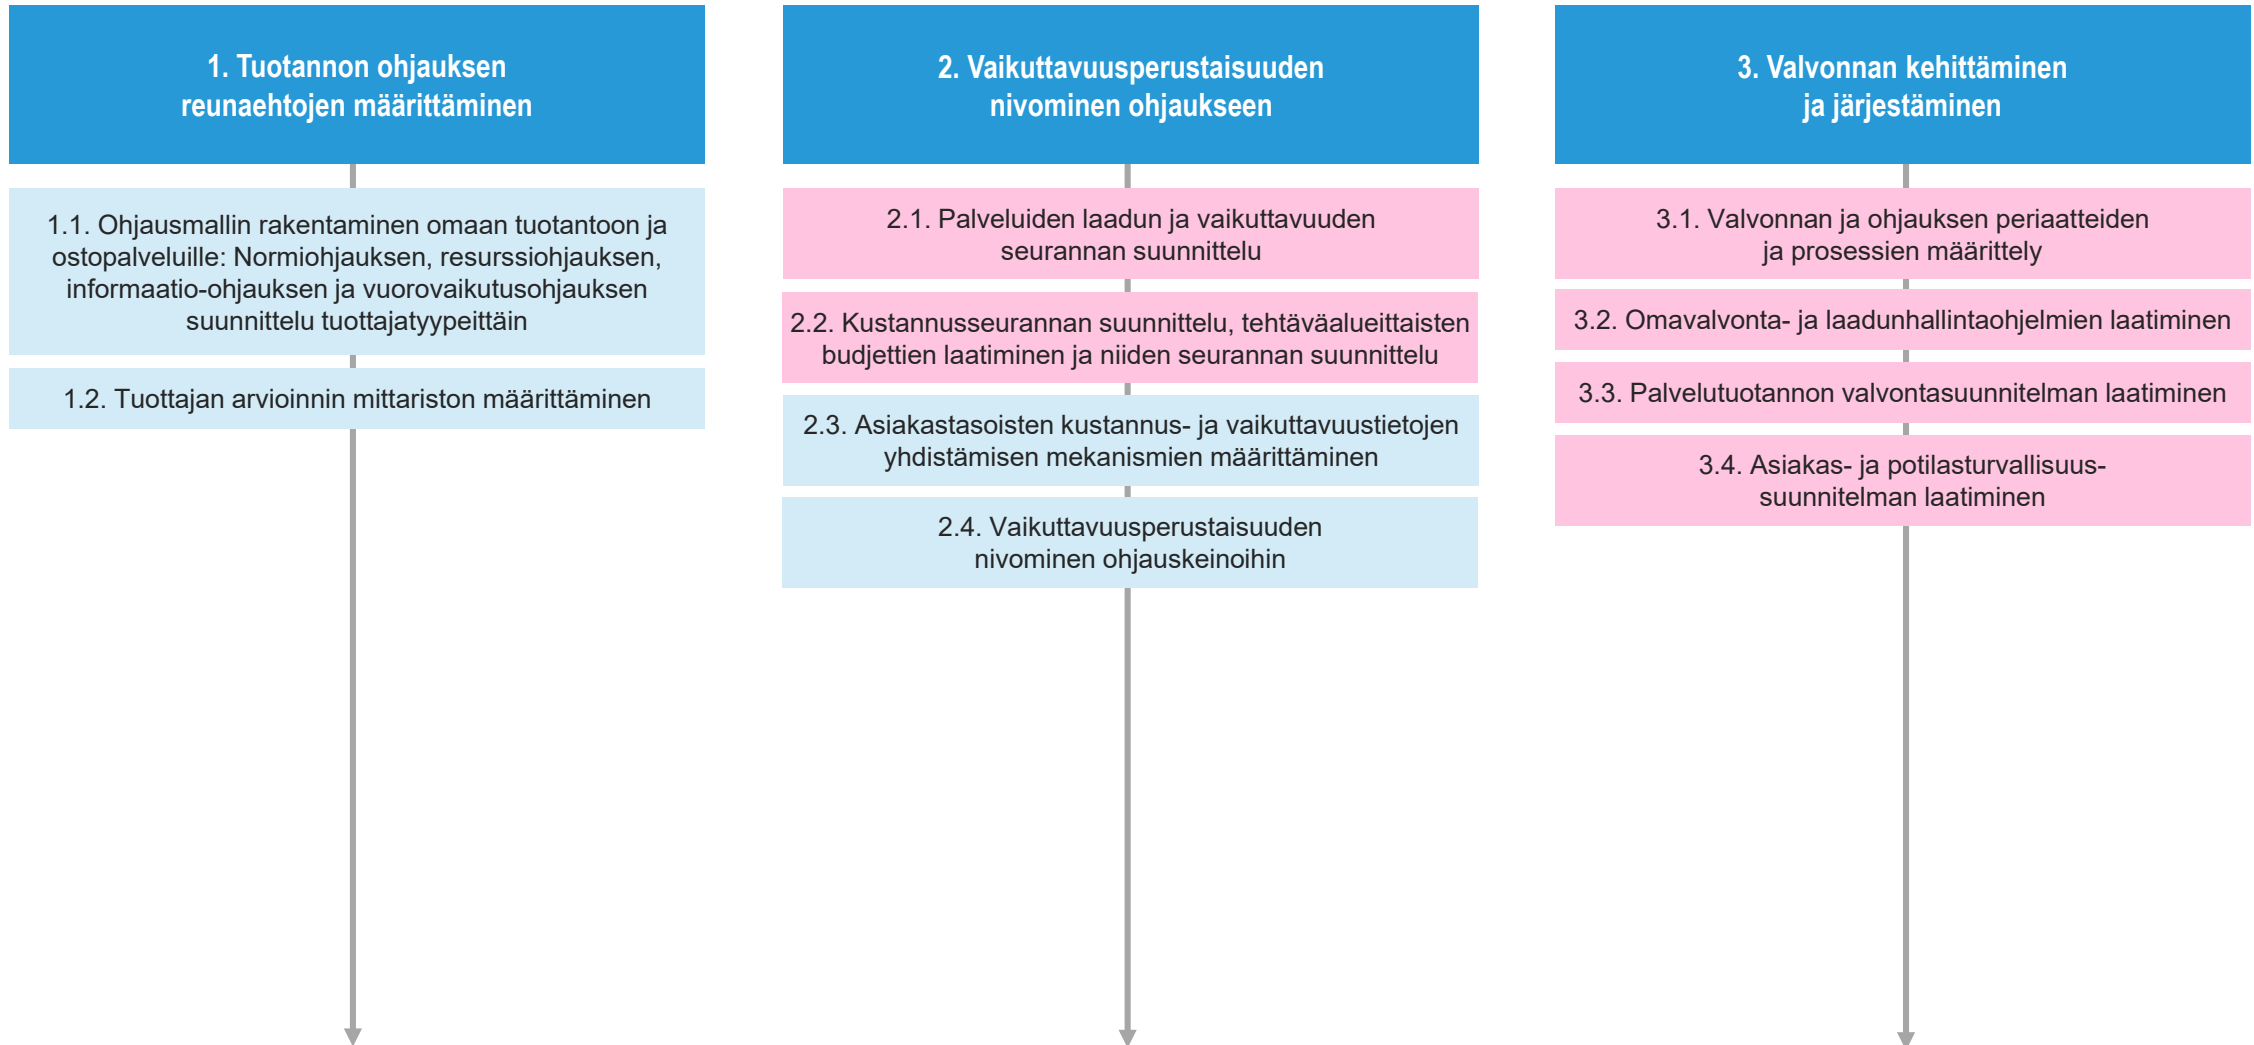 1. Tuotannon ohjauksen
reunaehtojen määrittäminen
1.1. Ohjausmallin rakentaminen omaan tuotantoon ja
ostopalveluille: Normiohjauksen, resurssiohjauksen,
informaatio-ohjauksen ja vuorovaikutusohjauksen
suunnittelu tuottajatyypeittäin
1.2. Tuottajan arvioinnin mittariston määrittäminen
2. Vaikuttavuusperustaisuuden
nivominen ohjaukseen
2.1. Palveluiden laadun ja vaikuttavuuden
seurannan suunnittelu
2.2. Kustannusseurannan suunnittelu, tehtäväalueittaisten
budjettien laatiminen ja niiden seurannan suunnittelu
2.3. Asiakastasoisten kustannus- ja vaikuttavuustietojen
yhdistämisen mekanismien määrittäminen
2.4. Vaikuttavuusperustaisuuden
nivominen ohjauskeinoihin
3. Valvonnan kehittäminen
ja järjestäminen
3.1. Valvonnan ja ohjauksen periaatteiden
ja prosessien määrittely
3.2. Omavalvonta- ja laadunhallintaohjelmien laatiminen
3.3. Palvelutuotannon valvontasuunnitelman laatiminen
3.4. Asiakas- ja potilasturvallisuus-
suunnitelman laatiminen